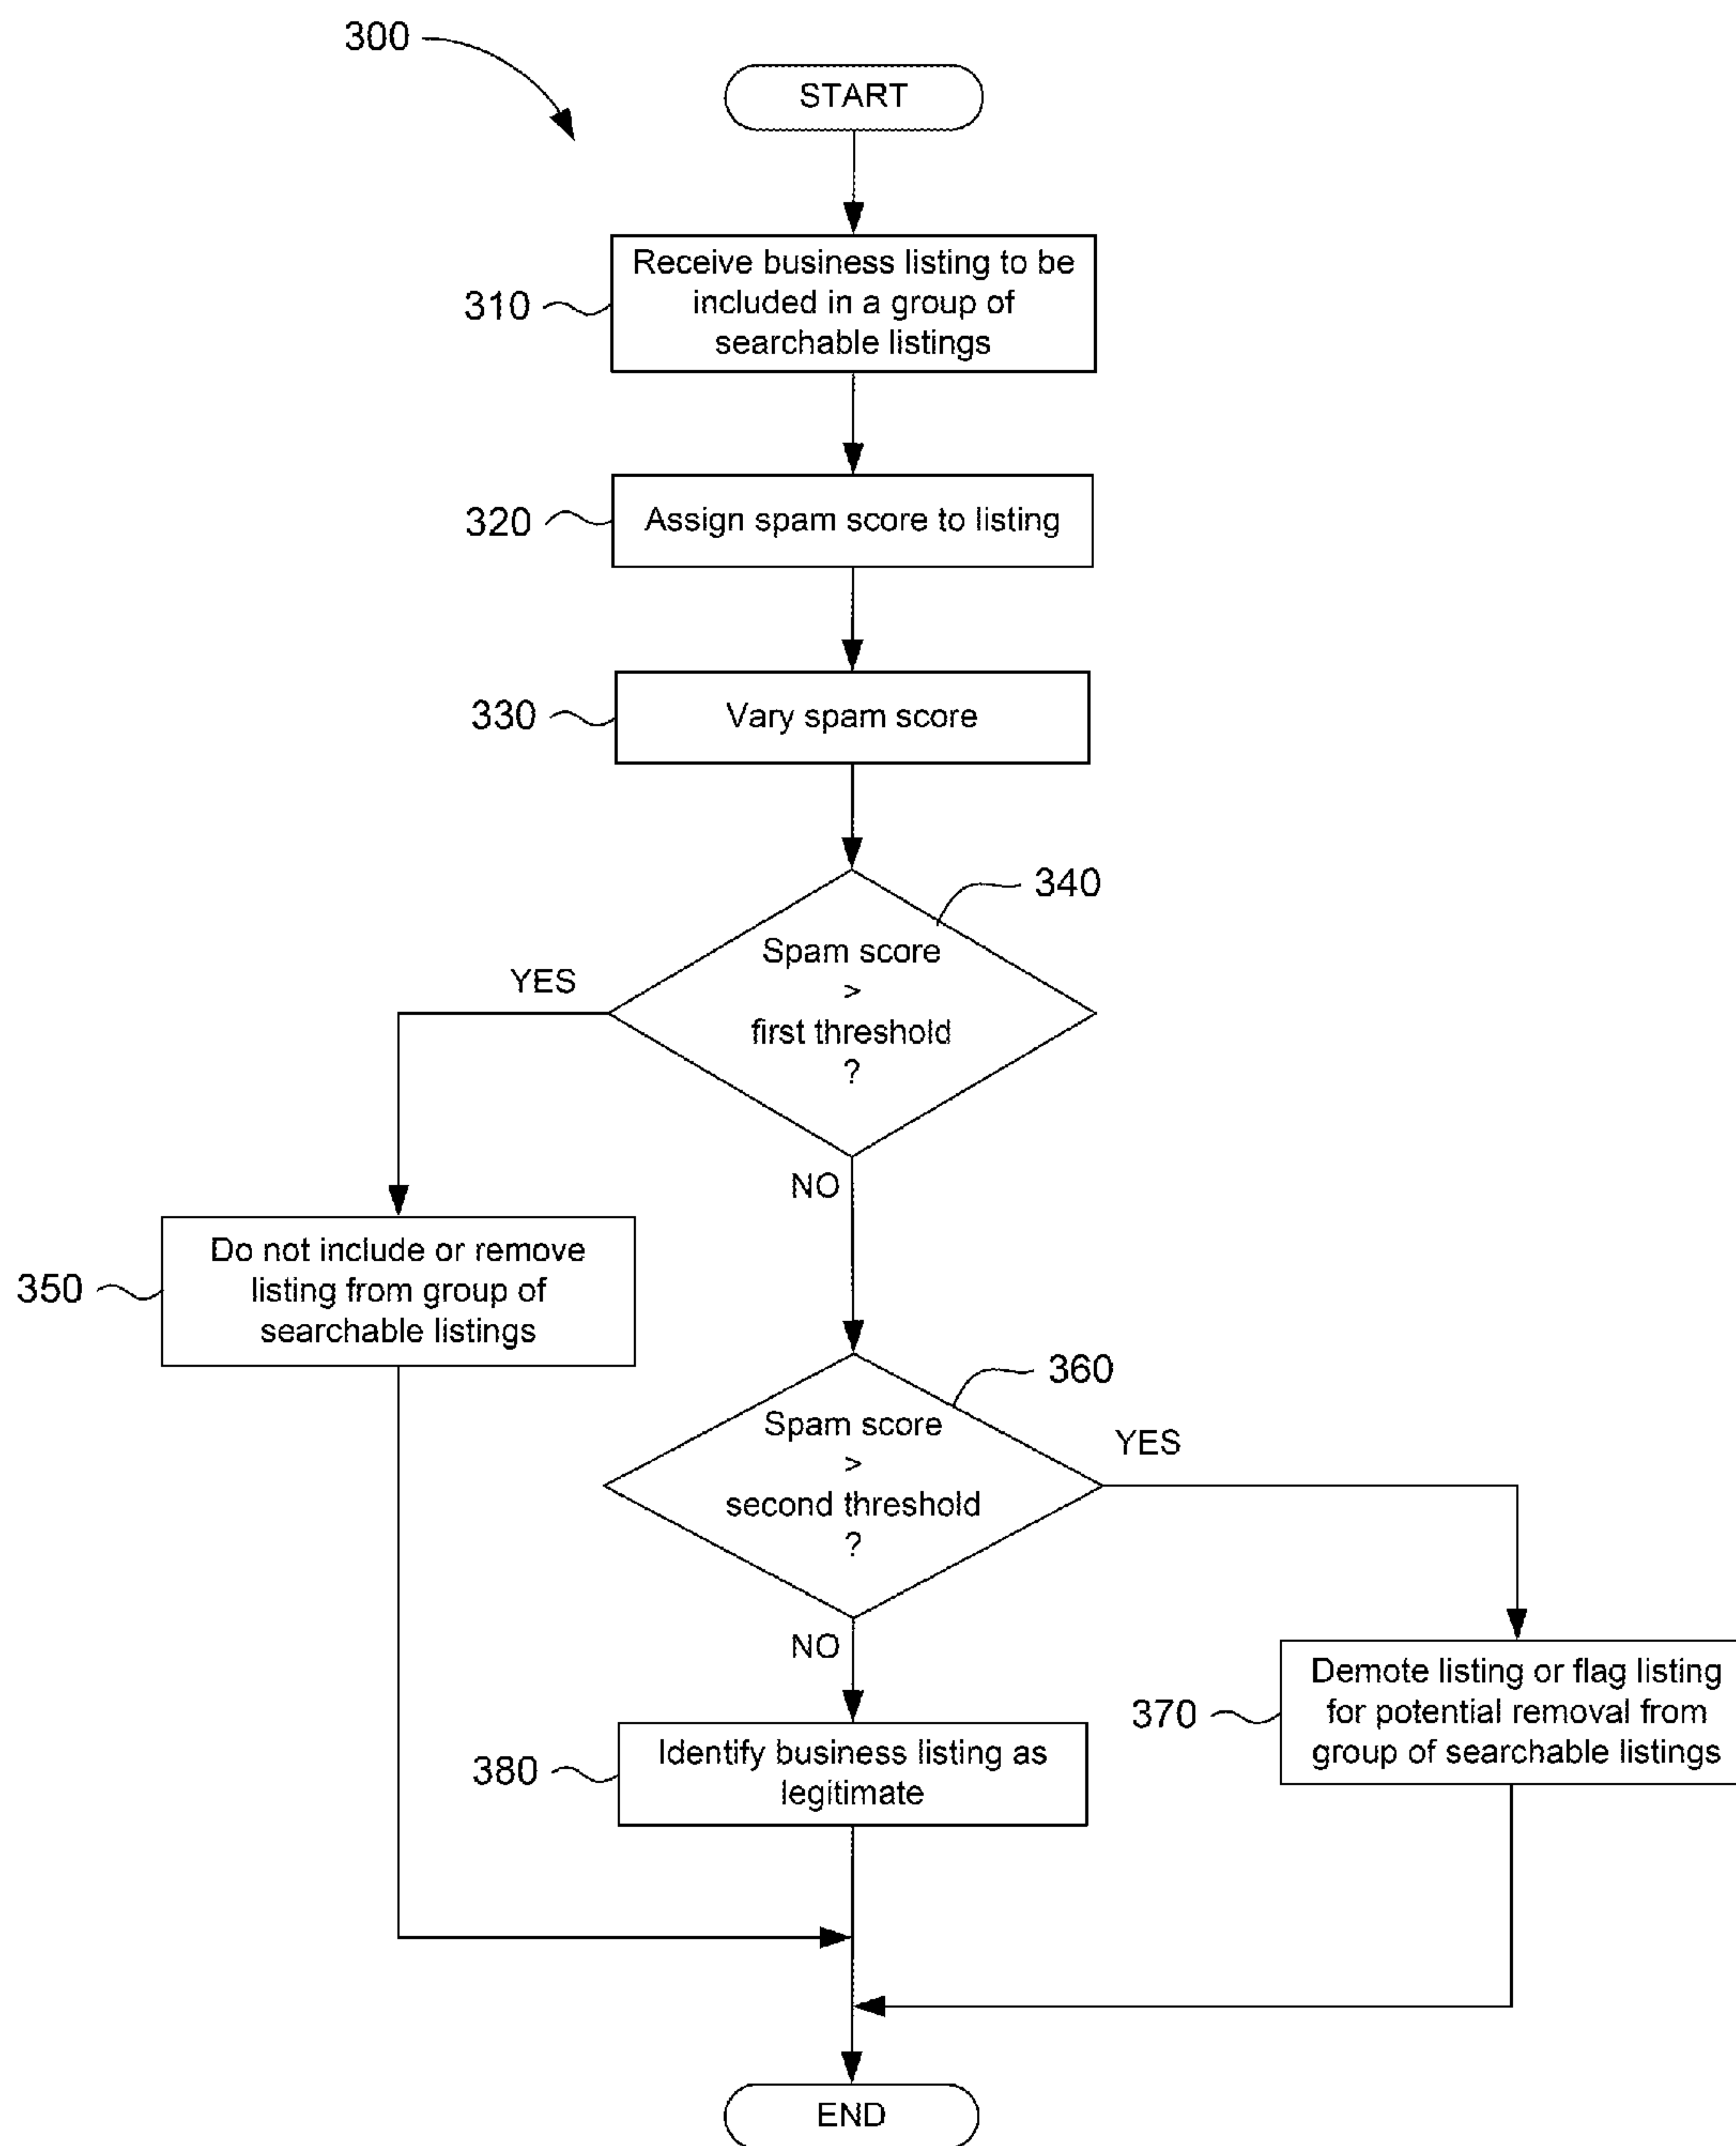 300
START
310
Receive business listing to be
included in a group of
searchable listings
320
Assign spam score to listing
330
Vary spam score
340
Spam score
>
first threshold
?
YES
NO
350
Do not include or remove
listing from group of
searchable listings
360
Spam score
>
second threshold
?
YES
NO
370
Demote listing or flag listing
for potential removal from
group of searchable listings
380
Identify business listing as
legitimate
END